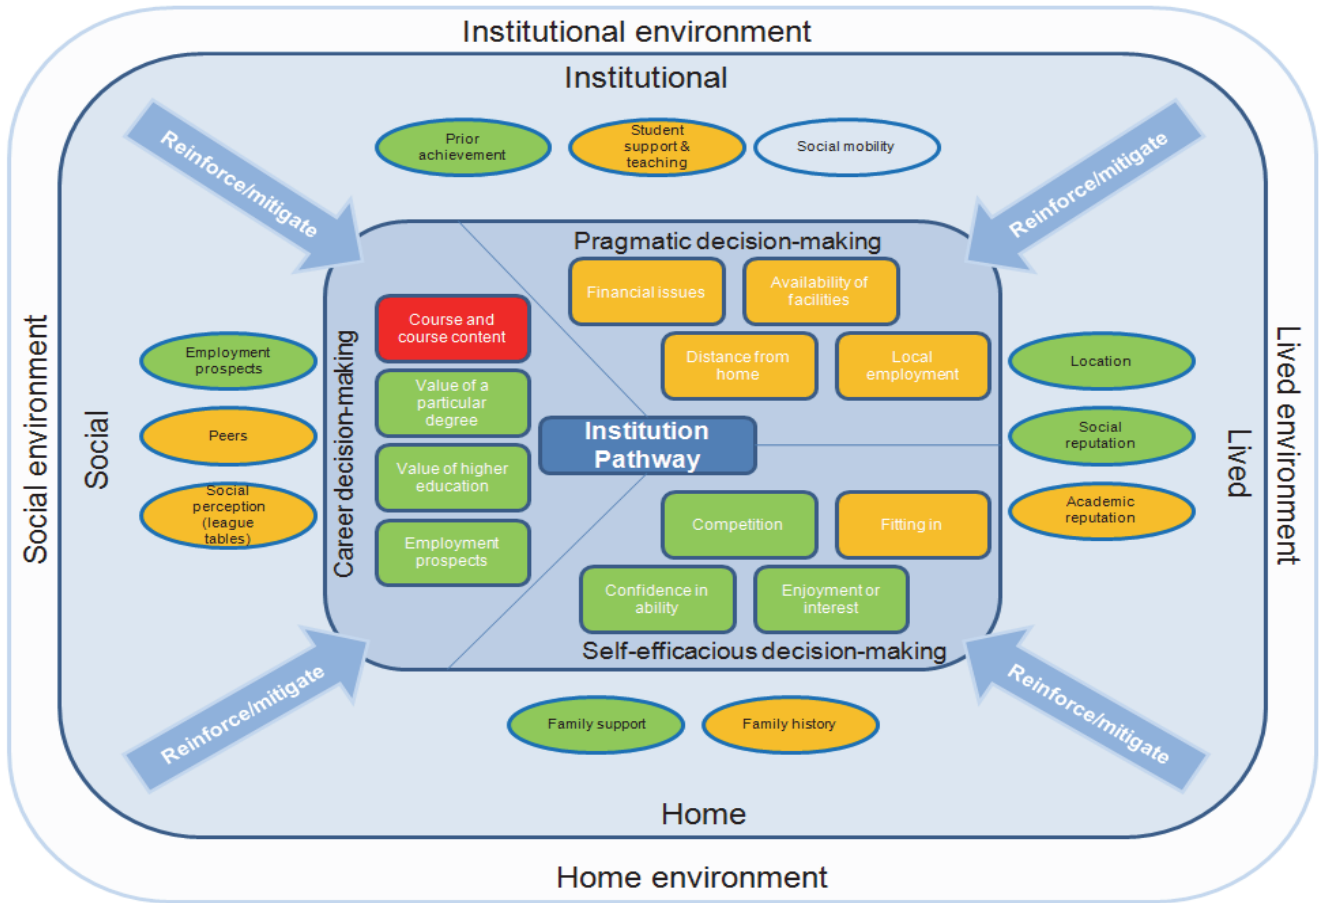 Institutional environment
Institutional
Prior
achievement
Student
support &
teaching
Social mobility
Reinforce/mitigate
Reinforce/mitigate
Social environment
Social
Employment
prospects
Peers
Social
perception
(league
tables)
Career decision-making
Course and
course content
Value of a
particular
degree
Value of higher
education
Employment
prospects
Pragmatic decision-making
Financial issues
Availability of
facilities
Distance from
home
Local
employment
Institution
Pathway
Competition
Fitting in
Confidence in
ability
Enjoyment or
interest
Self-efficacious decision-making
Location
Social
reputation
Academic
reputation
Lived
Lived environment
Reinforce/mitigate
Reinforce/mitigate
Family support
Family history
Home
Home environment